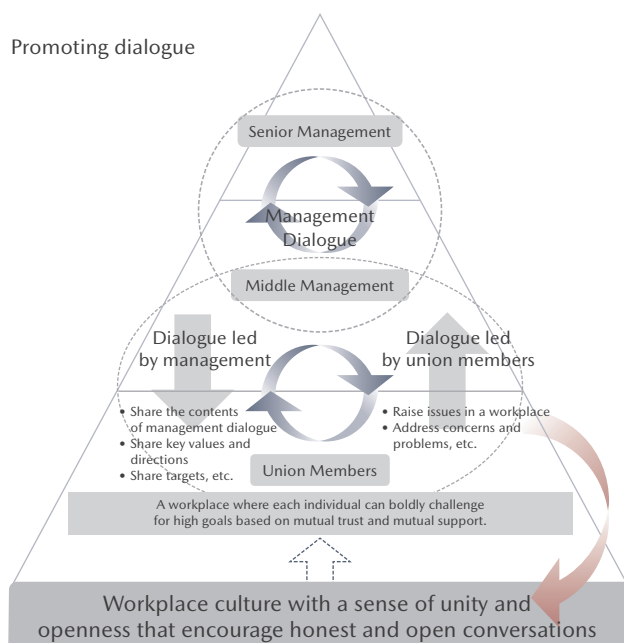 Promoting dialogue
Senior Management
Management
Dialogue
Middle Management
Dialogue led
by management
Dialogue led
by union members
• Share the contents
of management dialogue
• Share key values and
directions
• Share targets, etc.
• Raise issues in a workplace
• Address concerns and
problems, etc.
Union Members
A workplace where each individual can boldly challenge
for high goals based on mutual trust and mutual support.
Workplace culture with a sense of unity and
openness that encourage honest and open conversations